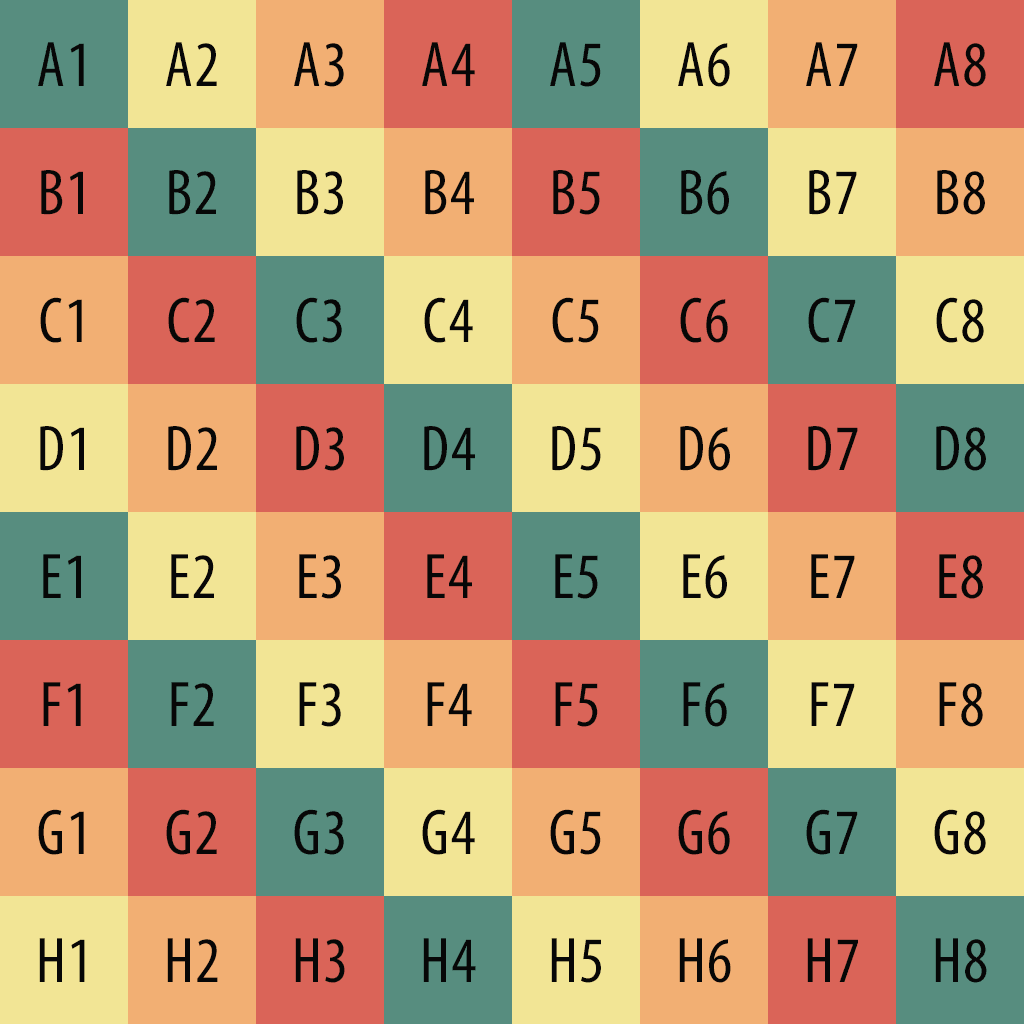 A1 A2 A3 A4 A5 A6 A7 A8
B1 B2 B3 B4 B5 B6 B7 B8
C1 C2 C3 C4 C5 C6 C7 C8
D1 D2 D3 D4 D5 D6 D7 D8
E1 E2 E3 E4 E5 E6 E7 E8
F1 F2 F3 F4 F5 F6 F7 F8
G1 G2 G3 G4 G5 G6 G7 G8
H1 H2 H3 H4 H5 H6 H7 H8